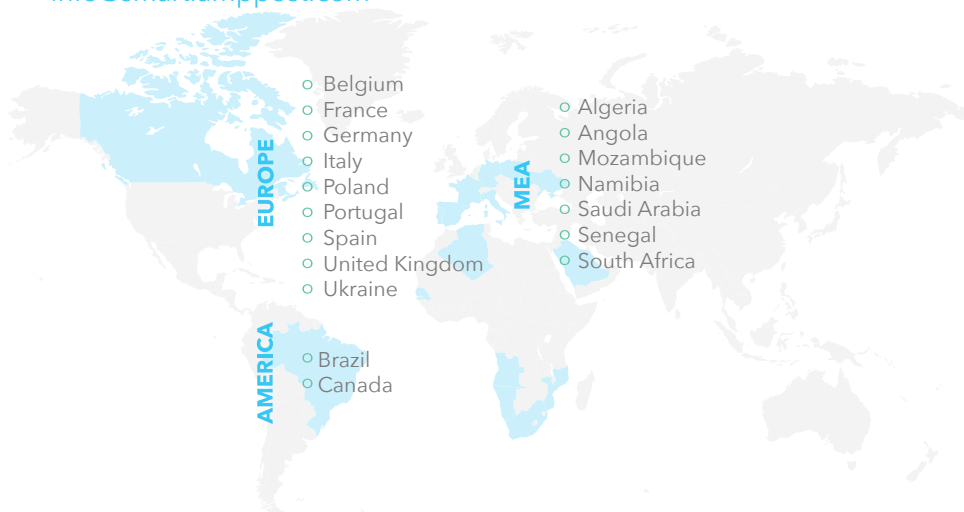 EUROPE
Belgium
France
Germany
Italy
Poland
Portugal
Spain
United Kingdom
Ukraine
MEA
Algeria
Angola
Mozambique
Namibia
Saudi Arabia
Senegal
South Africa
AMERICA
Brazil
Canada